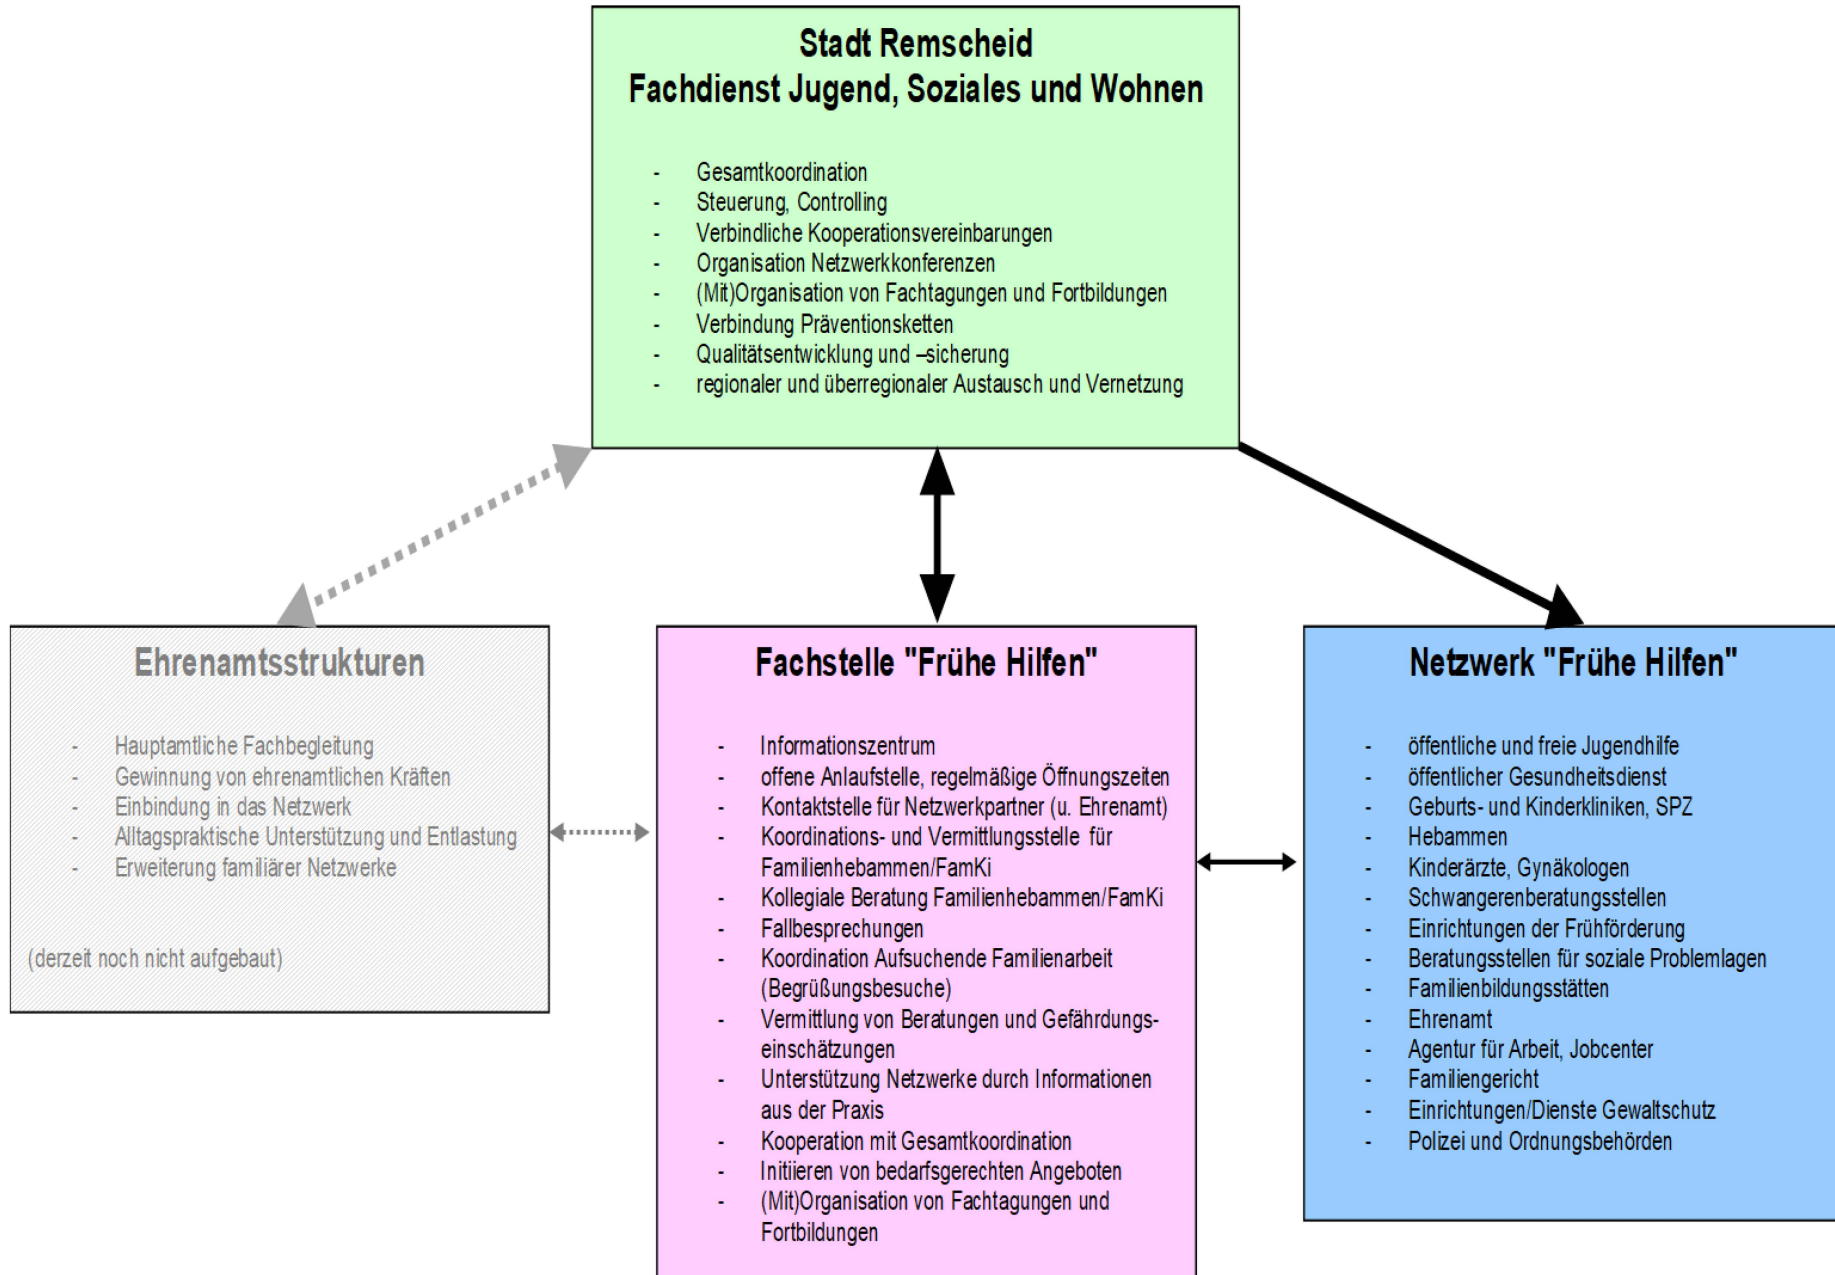 Stadt Remscheid
Fachdienst Jugend, Soziales und Wohnen
- Gesamtkoordination
- Steuerung, Controlling
- Verbindliche Kooperationsvereinbarungen
- Organisation Netzwerkkonferenzen
- (Mit)Organisation von Fachtagungen und Fortbildungen
- Verbindung Präventionsketten
- Qualitätsentwicklung und –sicherung
- regionaler und überregionaler Austausch und Vernetzung
Ehrenamtsstrukturen
- Hauptamtliche Fachbegleitung
- Gewinnung von ehrenamtlichen Kräften
- Einbindung in das Netzwerk
- Alltagspraktische Unterstützung und Entlastung
- Erweiterung familiärer Netzwerke
(derzeit noch nicht aufgebaut)
Fachstelle "Frühe Hilfen"
- Informationszentrum
- offene Anlaufstelle, regelmäßige Öffnungszeiten
- Kontaktstelle für Netzwerkpartner (u. Ehrenamt)
- Koordinations- und Vermittlungsstelle für
Familienhebammen/FamKi
- Kollegiale Beratung Familienhebammen/FamKi
- Fallbesprechungen
- Koordination Aufsuchende Familienarbeit
(Begrüßungsbesuche)
- Vermittlung von Beratungen und Gefährdungs-
einschätzungen
- Unterstützung Netzwerke durch Informationen
aus der Praxis
- Kooperation mit Gesamtkoordination
- Initiieren von bedarfsgerechten Angeboten
- (Mit)Organisation von Fachtagungen und
Fortbildungen
Netzwerk "Frühe Hilfen"
- öffentliche und freie Jugendhilfe
- öffentlicher Gesundheitsdienst
- Geburts- und Kinderkliniken, SPZ
- Hebammen
- Kinderärzte, Gynäkologen
- Schwangerenberatungsstellen
- Einrichtungen der Frühförderung
- Beratungsstellen für soziale Problemlagen
- Familienbildungsstätten
- Ehrenamt
- Agentur für Arbeit, Jobcenter
- Familiengericht
- Einrichtungen/Dienste Gewaltschutz
- Polizei und Ordnungsbehörden